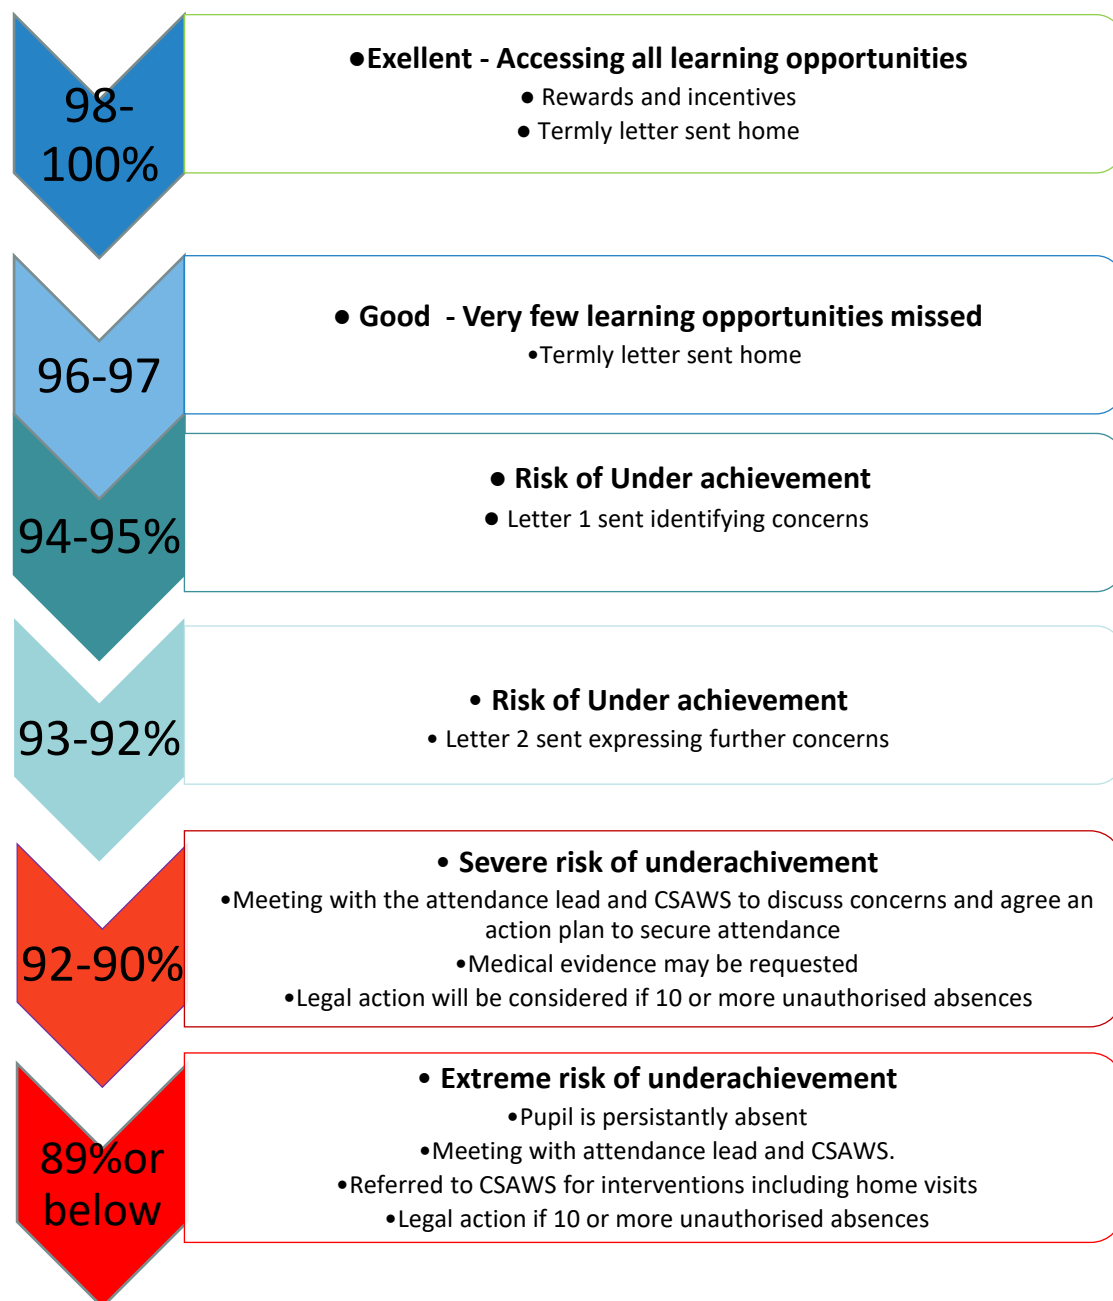 98-
100%
●Exellent - Accessing all learning opportunities
● Rewards and incentives
● Termly letter sent home
96-97
● Good - Very few learning opportunities missed
•Termly letter sent home
94-95%
● Risk of Under achievement
● Letter 1 sent identifying concerns
93-92%
• Risk of Under achievement
• Letter 2 sent expressing further concerns
92-90%
• Severe risk of underachivement
•Meeting with the attendance lead and CSAWS to discuss concerns and agree an
action plan to secure attendance
•Medical evidence may be requested
•Legal action will be considered if 10 or more unauthorised absences
89%or
below
• Extreme risk of underachievement
•Pupil is persistantly absent
•Meeting with attendance lead and CSAWS.
•Referred to CSAWS for interventions including home visits
•Legal action if 10 or more unauthorised absences